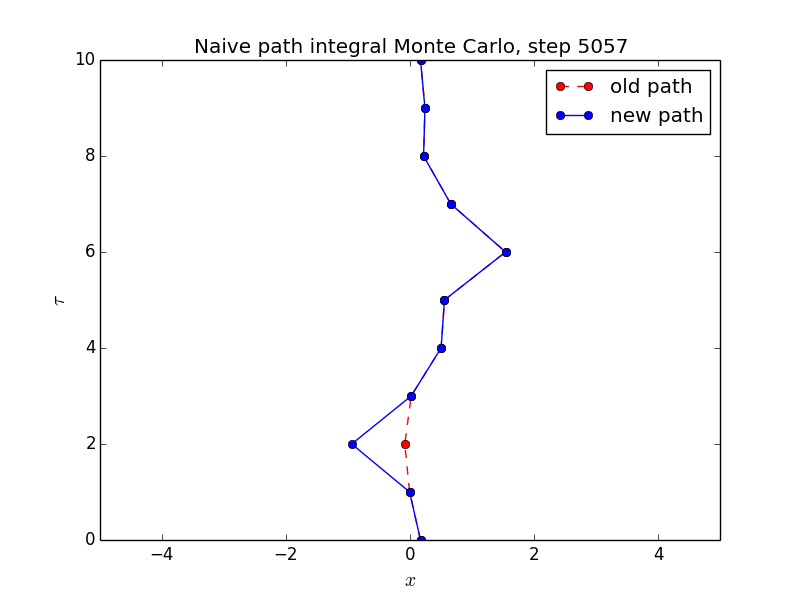 Naive path integral Monte Carlo, step 5057
10
8
6
4
2
0
τ
old path
new path
−4
−2
0
2
4
x